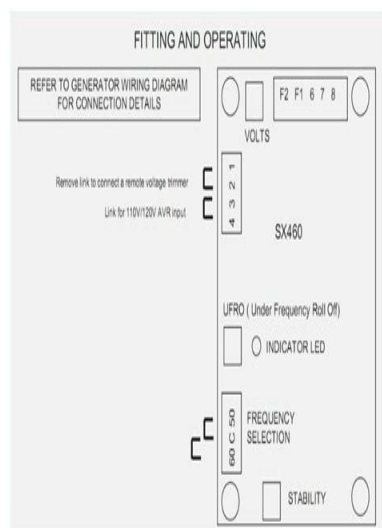 FITTING AND OPERATING
REFER TO GENERATOR WIRING DIAGRAM
FOR CONNECTION DETAILS
F2 F1 6 7 8
VOLTS
Remove link to connect a remote voltage trimmer
Link for 110V/120V AVR input
4 3 2 1
SX460
UFRO ( Under Frequency Roll Off)
INDICATOR LED
60 C 50
FREQUENCY
SELECTION
STABILITY